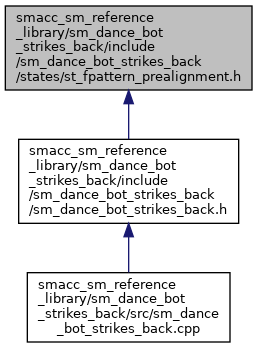 smacc_sm_reference
_library/sm_dance_bot
_strikes_back/include
/sm_dance_bot_strikes_back
/states/st_fpattern_prealignment.h
smacc_sm_reference
_library/sm_dance_bot
_strikes_back/include
/sm_dance_bot_strikes_back
/sm_dance_bot_strikes_back.h
smacc_sm_reference
_library/sm_dance_bot
_strikes_back/src/sm_dance
_bot_strikes_back.cpp